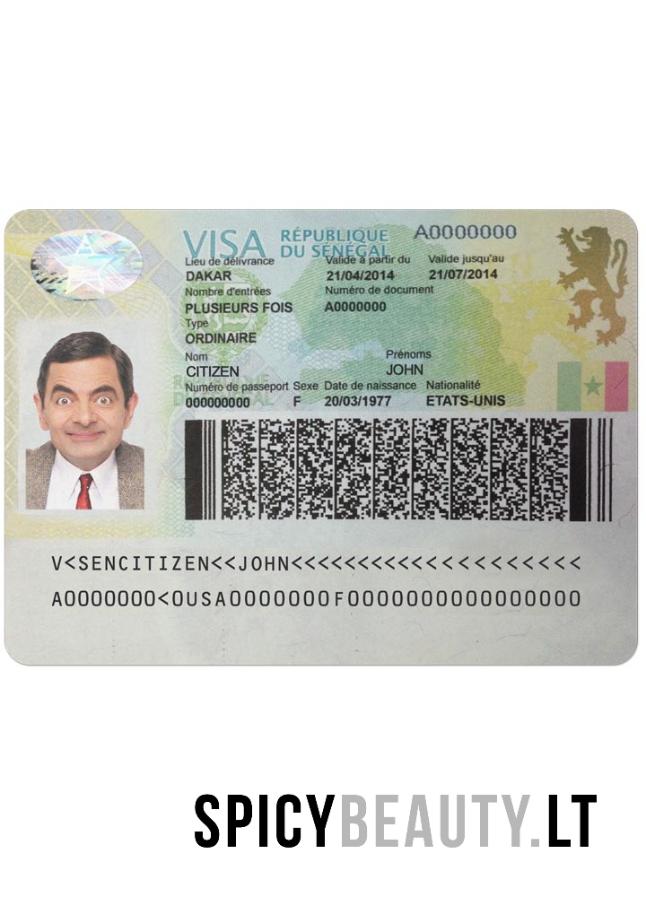 VISA RÉPUBLIQUE DU SÉNÉGAL A0000000
Lieu de délivrance Valide à partir du Valide jusqu'au
DAKAR 21/04/2014 21/07/2014
Nombre d'entrées Numéro de document
PLUSIEURS FOIS A0000000
Type
ORDINAIRE
Nom Prénoms
CITIZEN JOHN
Numéro de passeport Sexe Date de naissance Nationalité
000000000 F 20/03/1977 ETATS-UNIS
V<SENCITIZEN<<JOHN<<<<<<<<<<<<<<<<<<<<
A0000000<0USA0000000F0000000000000000
SPICYBEAUTY.LT